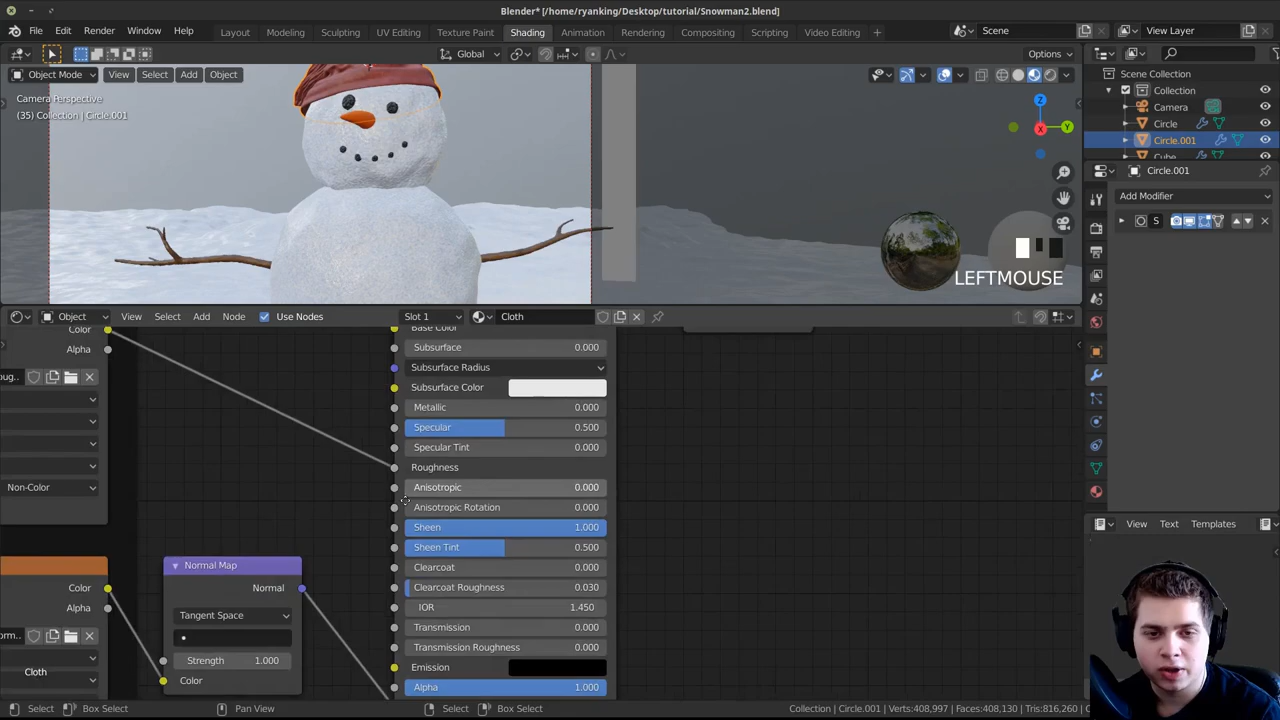 Blender* [/home/ryanking/Desktop/tutorial/Snowman2.blend]
File Edit Render Window Help Layout Modeling Sculpting UV Editing Texture Paint Shading Animation Rendering Compositing Scripting Video Editing + Scene View Layer
Global Options
Object Mode View Select Add Object Scene Collection
Collection
Camera Perspective
(35) Collection | Circle.001
Camera
Circle
Circle.001
Cube
Z
Y
X
Circle.001
Add Modifier
S
LEFTMOUSE
Object View Select Add Node Use Nodes Slot 1 Cloth
Color
Alpha
Base Color
Subsurface 0.000
Subsurface Radius
Subsurface Color
Metallic 0.000
Specular 0.500
Specular Tint 0.000
Roughness
Non-Color
Anisotropic 0.000
Anisotropic Rotation 0.000
Sheen 1.000
Sheen Tint 0.500
Clearcoat 0.000
Clearcoat Roughness 0.030
IOR 1.450
Transmission 0.000
Transmission Roughness 0.000
Emission
Alpha 1.000
Normal Map
Normal
Tangent Space
Strength 1.000
Color
Color
Alpha
Cloth
View Text Templates
Select Box Select Pan View Select Box Select Collection | Circle.001 | Verts:408,997 | Faces:408,130 | Tris:816,260 |